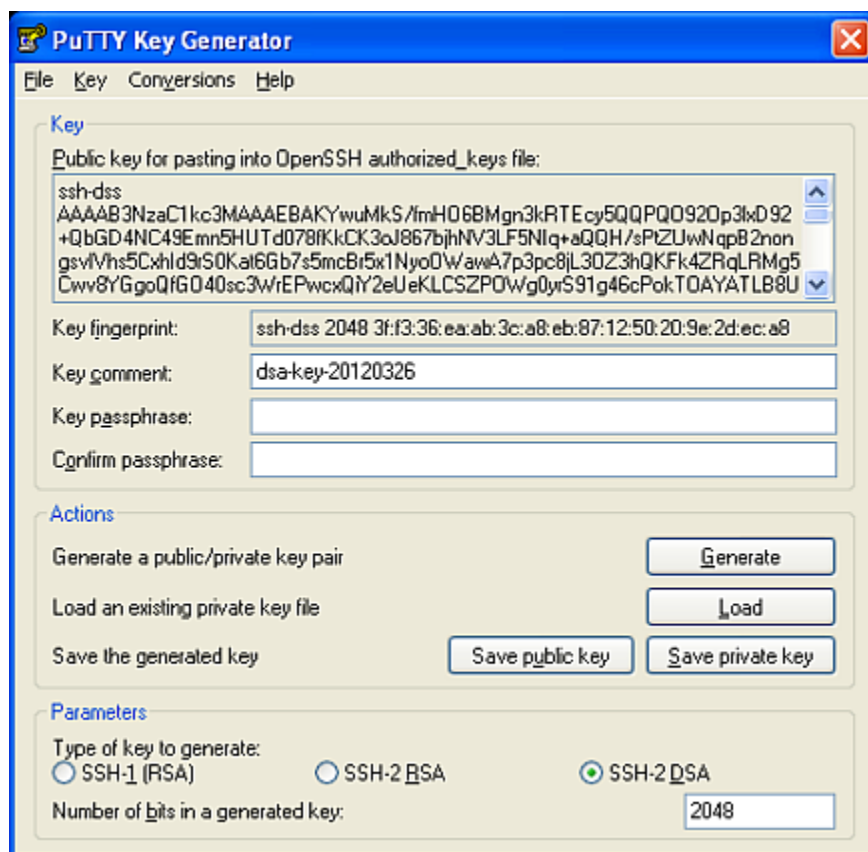 PuTTY Key Generator
File Key Conversions Help
Key
Public key for pasting into OpenSSH authorized_keys file:
ssh-dss
AAAAB3NzaC1kc3MAAAEBAKYwuMkS/fmHO6BMgn3kRTEcy5QQPQO92Op3lxD92
+QbGD4NC49Emn5HUTd078fKkCK3oJ867bjhNV3LF5NIq+aQQH/sPtZUwNqpB2non
gsvlVhs5Cxhld9rS0Kat6Gb7s5mcBr5x1NyoOWawA7p3pc8jL3OZ3hQKFk4ZRqLRMg5
Cwv8YGgoQfGO40sc3WrEPwcxQiY2eUeKLCSZPOWg0yrS91g46cPokTOAYATLB8U
Key fingerprint: ssh-dss 2048 3f:f3:36:ea:ab:3c:a8:eb:87:12:50:20:9e:2d:ec:a8
Key comment: dsa-key-20120326
Key passphrase:
Confirm passphrase:
Actions
Generate a public/private key pair Generate
Load an existing private key file Load
Save the generated key Save public key Save private key
Parameters
Type of key to generate:
SSH-1 (RSA) SSH-2 RSA SSH-2 DSA
Number of bits in a generated key: 2048